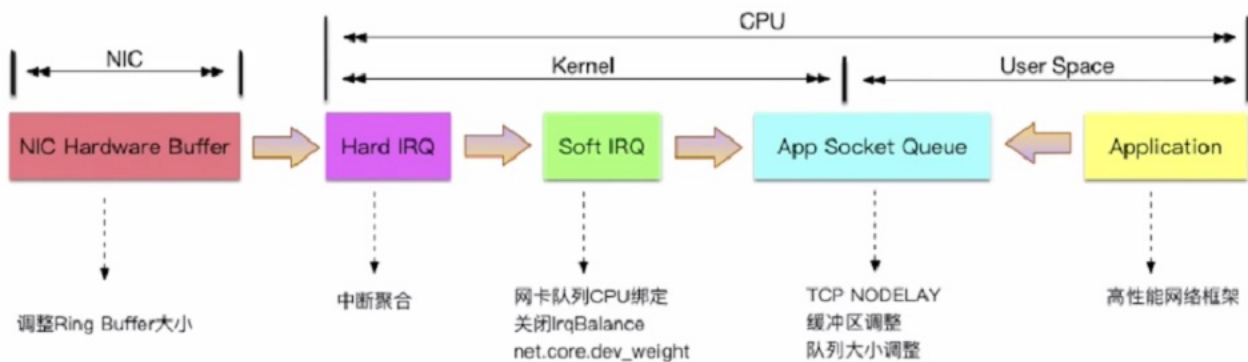 CPU
NIC
Kernel
User Space
NIC Hardware Buffer
Hard IRQ
Soft IRQ
App Socket Queue
Application
调整Ring Buffer大小
中断聚合
网卡队列CPU绑定
关闭IrqBalance
net.core.dev_weight
TCP NODELAY
缓冲区调整
队列大小调整
高性能网络框架